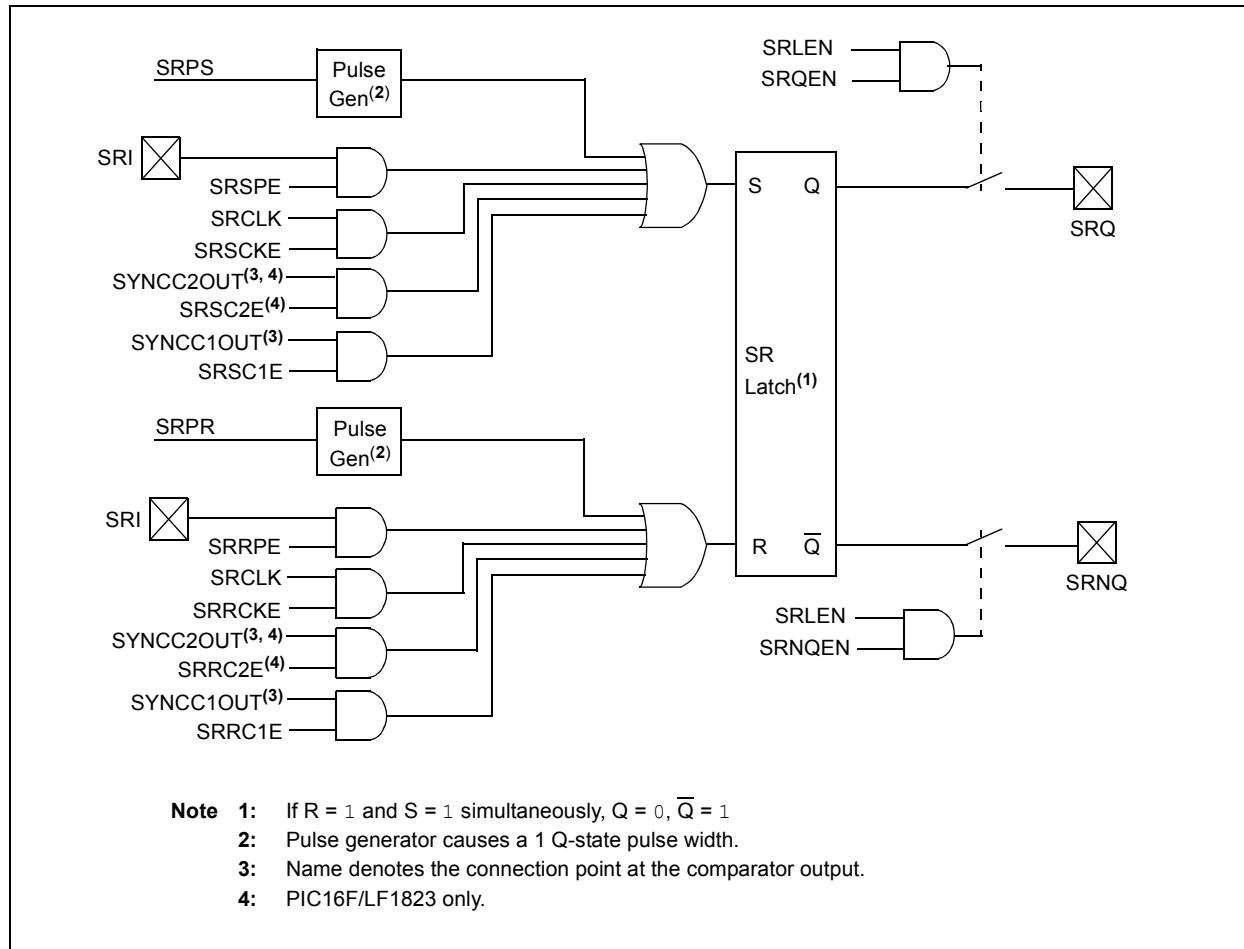 SRPS
Pulse
Gen(2)
SRI
SRSPE
SRCLK
SRSCKE
SYNCC2OUT(3, 4)
SRSC2E(4)
SYNCC1OUT(3)
SRSC1E
SRPR
Pulse
Gen(2)
SRI
SRRPE
SRCLK
SRRCKE
SYNCC2OUT(3, 4)
SRRC2E(4)
SYNCC1OUT(3)
SRRC1E
S Q
SR
Latch(1)
R Q̅
SRLEN
SRQEN
SRQ
SRNQ
SRLEN
SRNQEN
Note 1: If R = 1 and S = 1 simultaneously, Q = 0, Q̅ = 1
2: Pulse generator causes a 1 Q-state pulse width.
3: Name denotes the connection point at the comparator output.
4: PIC16F/LF1823 only.